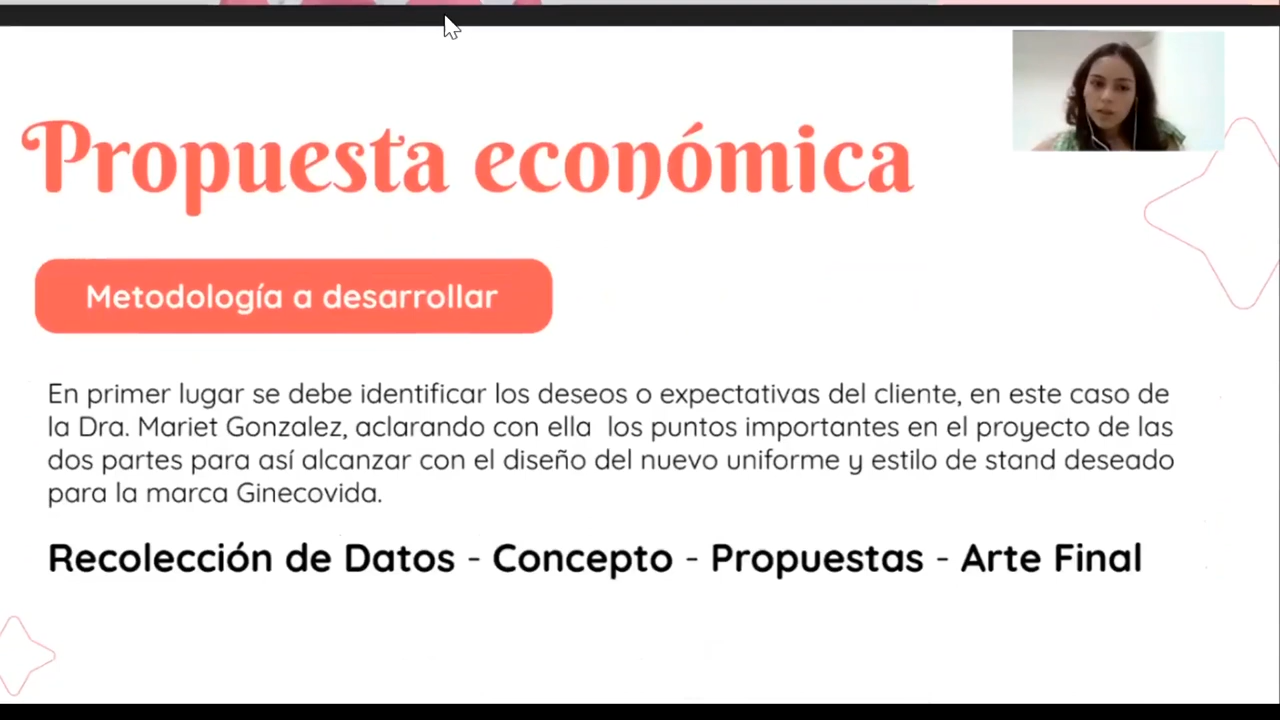 Propuesta económica
Metodología a desarrollar
En primer lugar se debe identificar los deseos o expectativas del cliente, en este caso de
la Dra. Mariet Gonzalez, aclarando con ella los puntos importantes en el proyecto de las
dos partes para así alcanzar con el diseño del nuevo uniforme y estilo de stand deseado
para la marca Ginecovida.
Recolección de Datos - Concepto - Propuestas - Arte Final